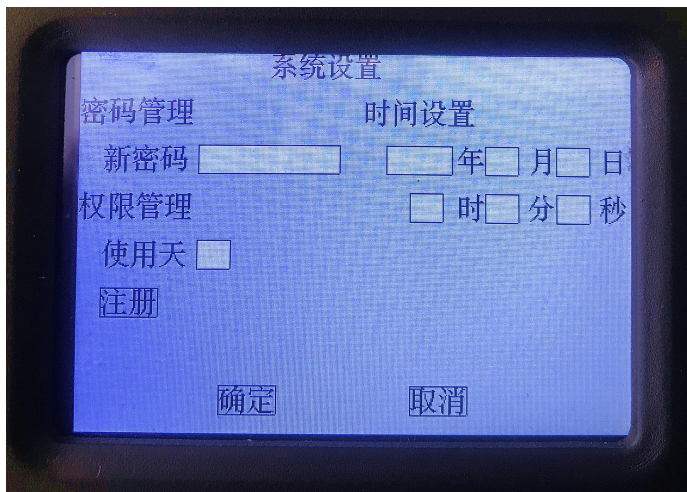 系统设置
密码管理 时间设置
新密码 年 月 日
权限管理 时 分 秒
使用天
注册
确定 取消